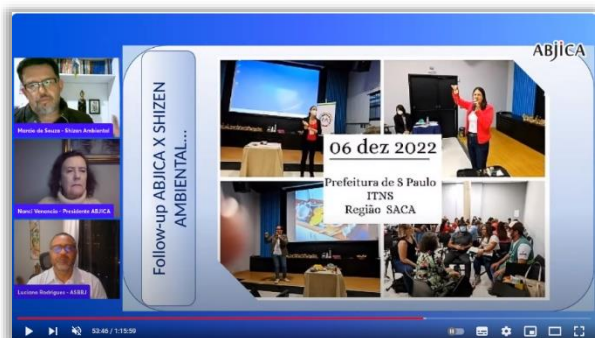 ABJICA
Follow-up ABJICA X SHIZEN
AMBIENTAL...
Marcio de Souza - Shizen Ambiental
Nanci Venancio - Presidente ABJICA
Luciano Rodrigues - ASBBJ
06 dez 2022
Prefeitura de S Paulo
ITNS
Região SACA
53:46 / 1:15:59